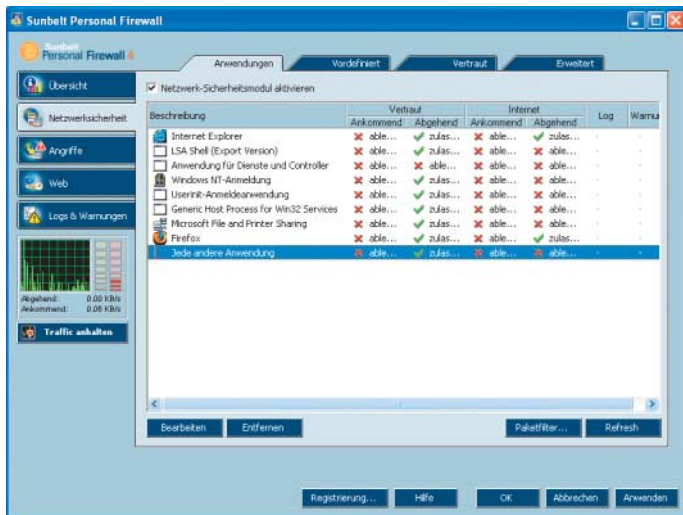 Sunbelt Personal Firewall
Sunbelt
Personal Firewall 4
Anwendungen Vordefiniert Vertraut Erweitert
Übersicht
Netzwerksicherheit
Angriffe
Web
Logs & Warnungen
Abgehend: 0.00 KB/s
Ankommend: 0.08 KB/s
Traffic anhalten
Netzwerk-Sicherheitsmodul aktivieren
Beschreibung Vertraut Internet Log Warnu
Ankommend Abgehend Ankommend Abgehend
Internet Explorer able... zulas... able... zulas...
LSA Shell (Export Version) able... zulas... able... able...
Anwendung für Dienste und Controller able... able... able... able...
Windows NT-Anmeldung able... zulas... able... able...
Userinit-Anmeldeanwendung able... zulas... able... able...
Generic Host Process for Win32 Services able... zulas... able... able...
Microsoft File and Printer Sharing able... zulas... able... able...
Firefox able... zulas... able... zulas...
Jede andere Anwendung able... zulas... able... able...
Bearbeiten Entfernen Paketfilter... Refresh
Registrierung... Hilfe OK Abbrechen Anwenden